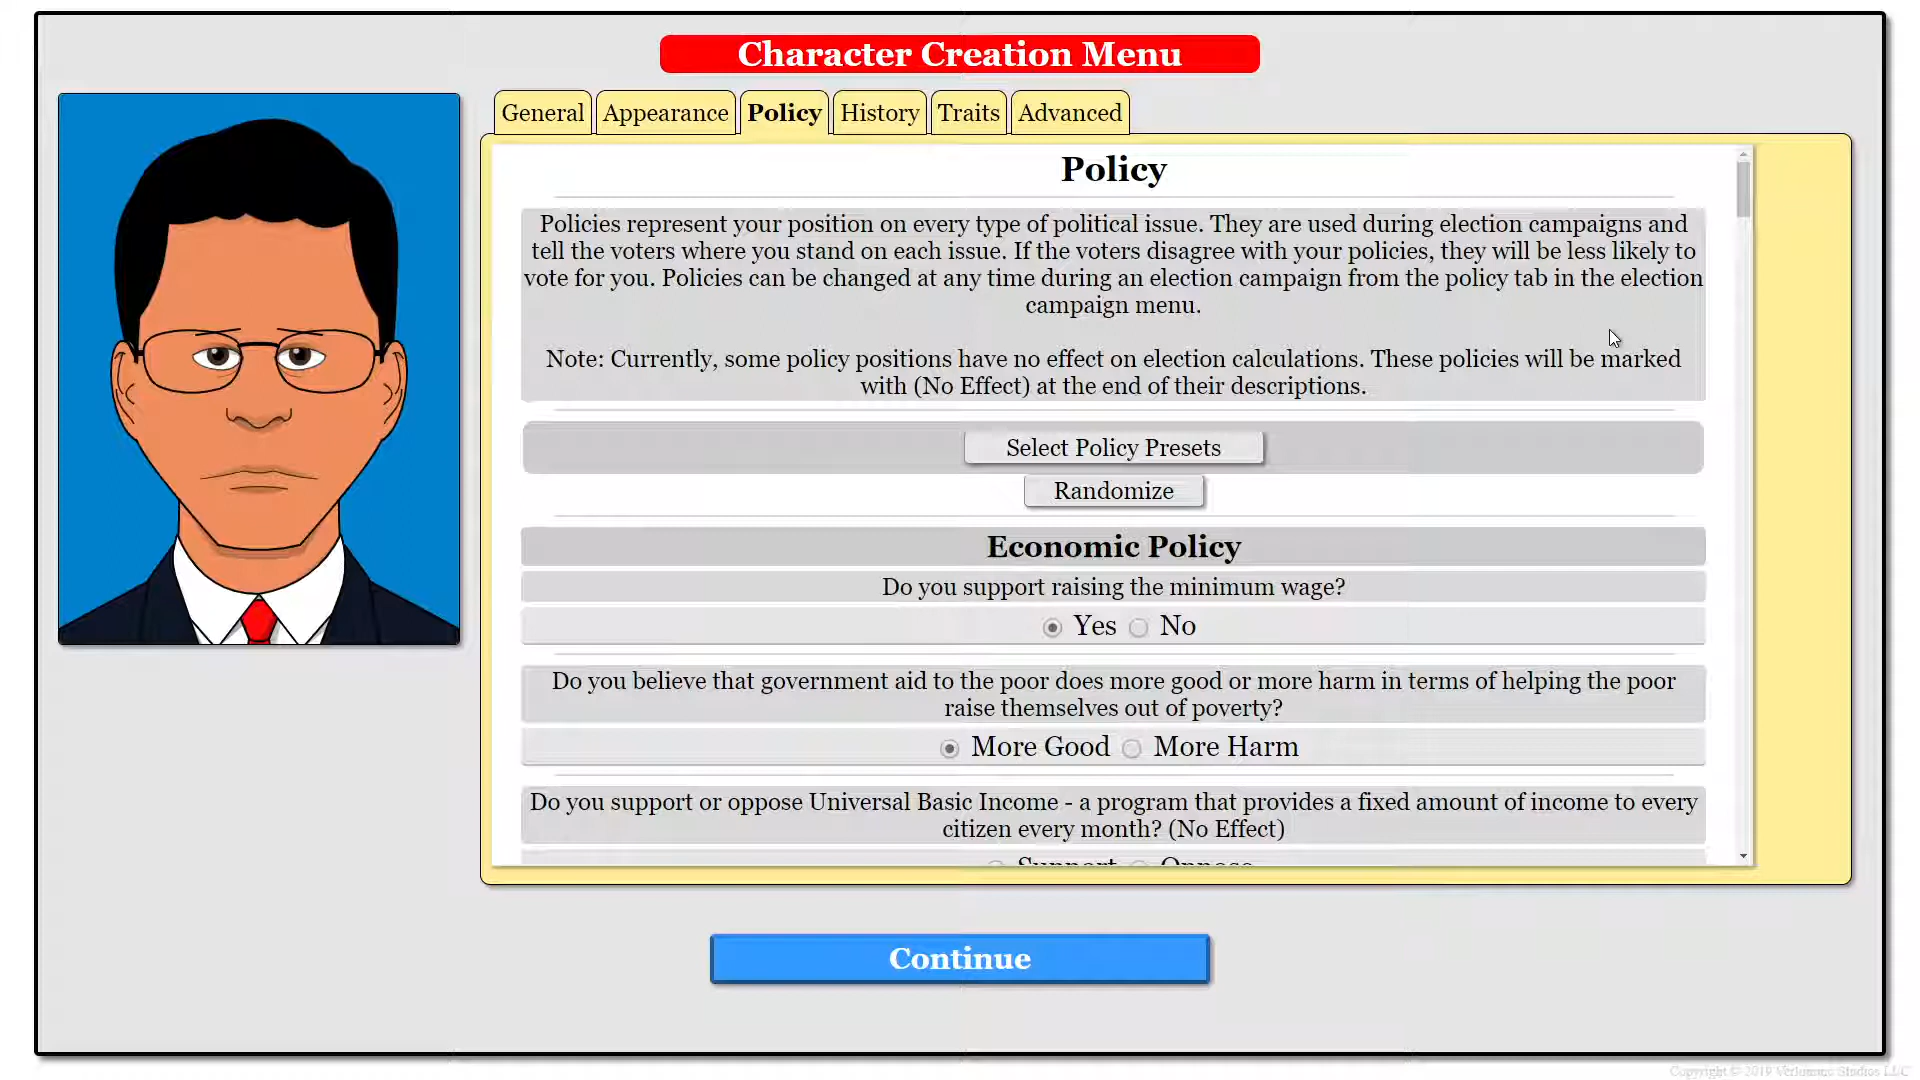 Character Creation Menu
General Appearance Policy History Traits Advanced
Policy
Policies represent your position on every type of political issue. They are used during election campaigns and
tell the voters where you stand on each issue. If the voters disagree with your policies, they will be less likely to
vote for you. Policies can be changed at any time during an election campaign from the policy tab in the election
campaign menu.
Note: Currently, some policy positions have no effect on election calculations. These policies will be marked
with (No Effect) at the end of their descriptions.
Select Policy Presets
Randomize
Economic Policy
Do you support raising the minimum wage?
Yes No
Do you believe that government aid to the poor does more good or more harm in terms of helping the poor
raise themselves out of poverty?
More Good More Harm
Do you support or oppose Universal Basic Income - a program that provides a fixed amount of income to every
citizen every month? (No Effect)
Support Oppose
Continue
Copyright © 2019 Studios LLC